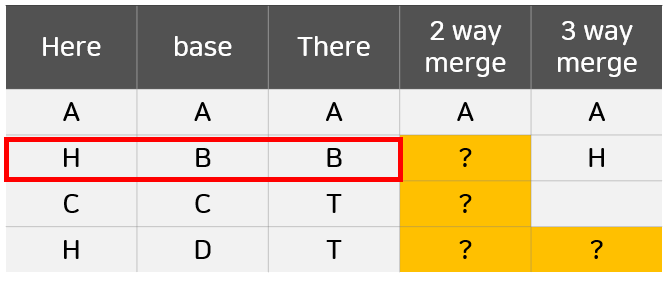 Here base There 2 way merge 3 way merge
A A A A A
H B B ? H
C C T ?
H D T ? ?